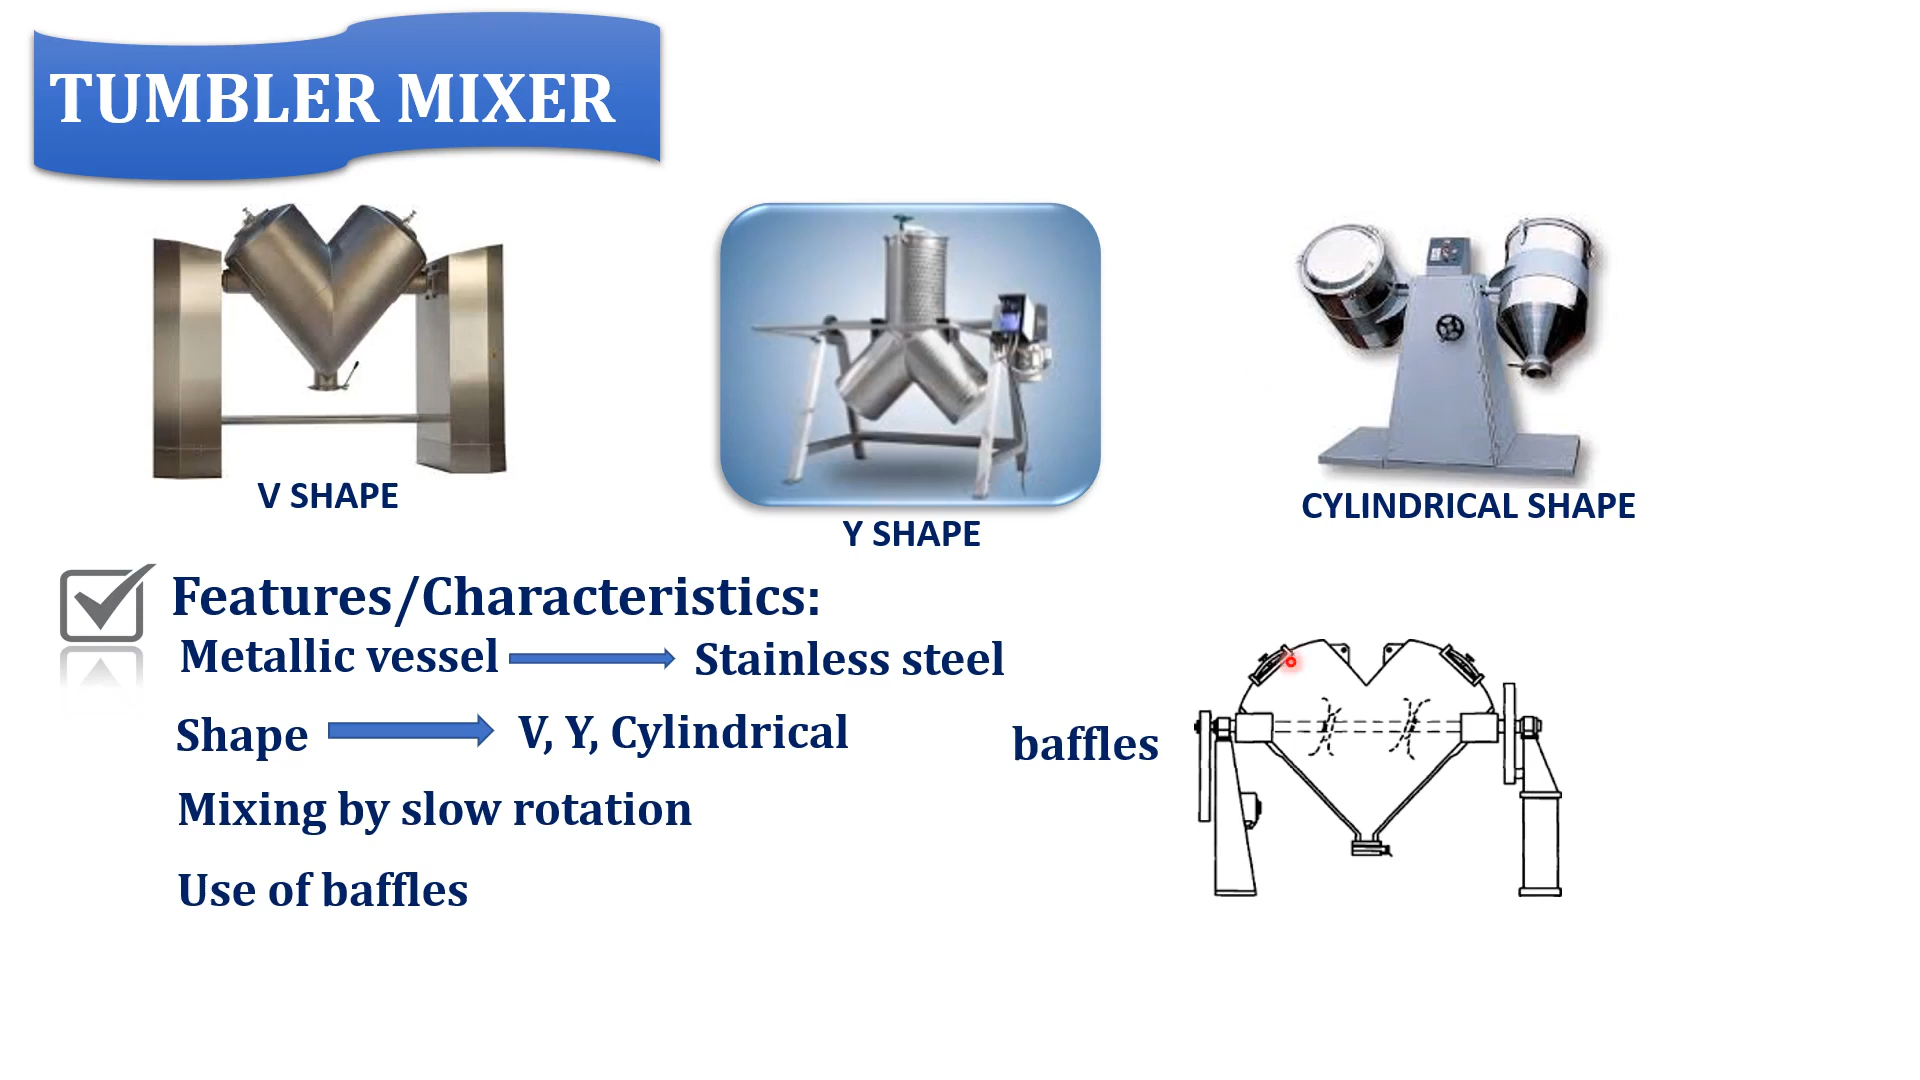 TUMBLER MIXER
V SHAPE
Y SHAPE
CYLINDRICAL SHAPE
Features/Characteristics:
Metallic vessel Stainless steel
Shape V, Y, Cylindrical
baffles
Mixing by slow rotation
Use of baffles